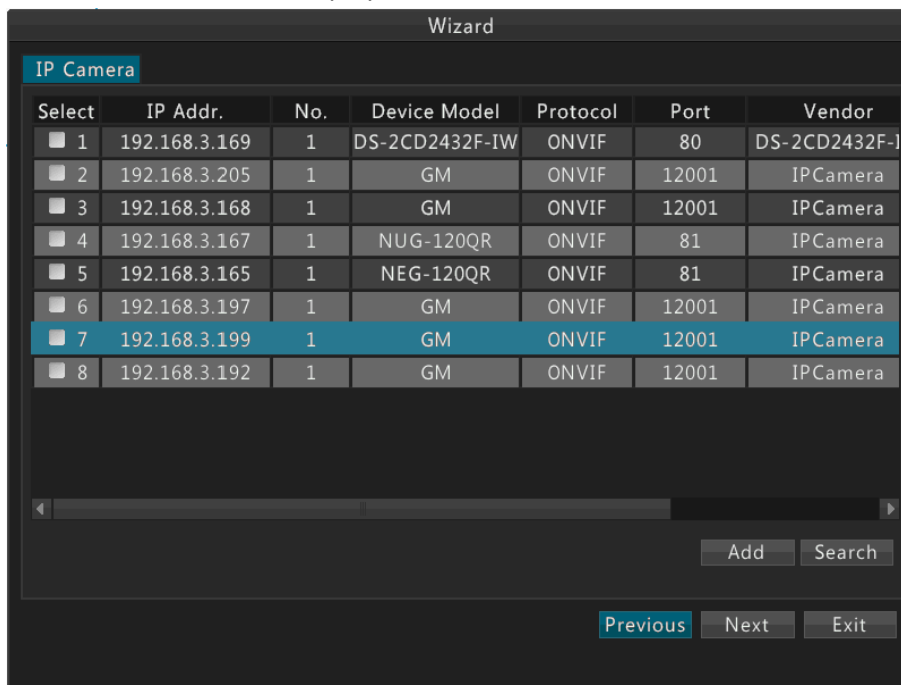 Wizard
IP Camera
Select IP Addr. No. Device Model Protocol Port Vendor
1 192.168.3.169 1 DS-2CD2432F-IW ONVIF 80 DS-2CD2432F-I
2 192.168.3.205 1 GM ONVIF 12001 IPCamera
3 192.168.3.168 1 GM ONVIF 12001 IPCamera
4 192.168.3.167 1 NUG-120QR ONVIF 81 IPCamera
5 192.168.3.165 1 NEG-120QR ONVIF 81 IPCamera
6 192.168.3.197 1 GM ONVIF 12001 IPCamera
7 192.168.3.199 1 GM ONVIF 12001 IPCamera
8 192.168.3.192 1 GM ONVIF 12001 IPCamera
Add Search
Previous Next Exit